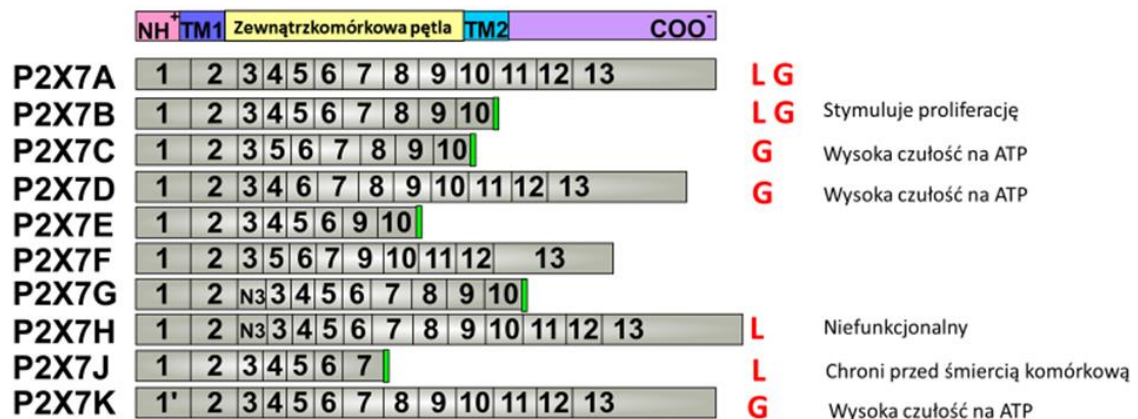 NH⁺ TM1 Zewnątrzkomórkowa pętla TM2 COO⁻
P2X7A 1 2 3 4 5 6 7 8 9 10 11 12 13 L G
P2X7B 1 2 3 4 5 6 7 8 9 10 L G Stymuluje proliferację
P2X7C 1 2 3 5 6 7 8 9 10 G Wysoka czułość na ATP
P2X7D 1 2 3 4 6 7 8 9 10 11 12 13 G Wysoka czułość na ATP
P2X7E 1 2 3 4 5 6 9 10
P2X7F 1 2 3 5 6 7 9 10 11 12 13
P2X7G 1 2 N3 3 4 5 6 7 8 9 10
P2X7H 1 2 N3 3 4 5 6 7 8 9 10 11 12 13 L Niefunkcjonalny
P2X7J 1 2 3 4 5 6 7 L Chroni przed śmiercią komórkową
P2X7K 1' 2 3 4 5 6 7 8 9 10 11 12 13 G Wysoka czułość na ATP